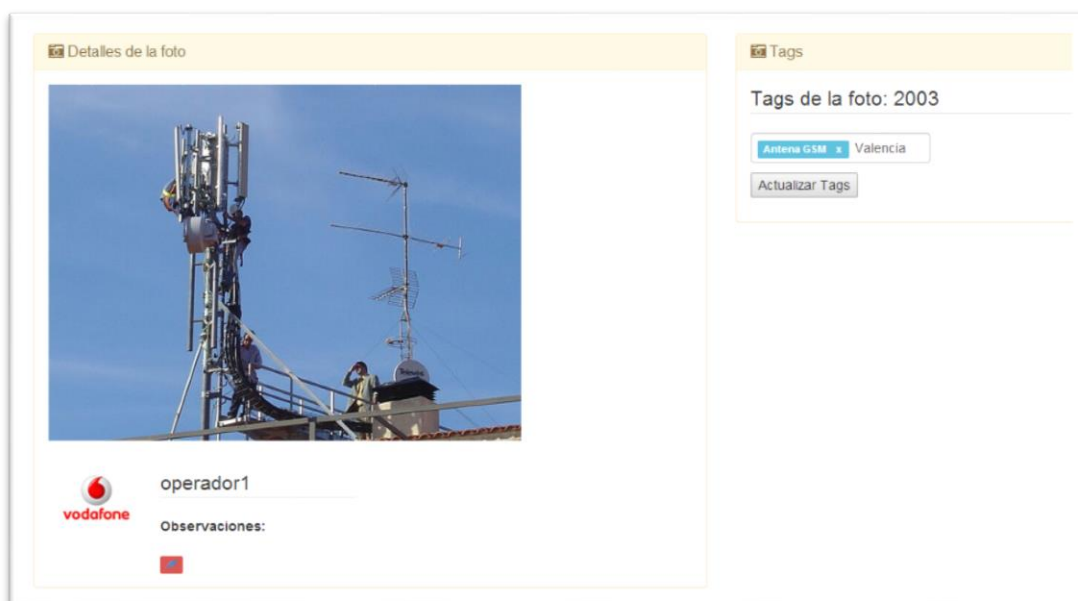 Detalles de la foto
operador1
vodafone
Observaciones:
Tags
Tags de la foto: 2003
Antena GSM x Valencia
Actualizar Tags